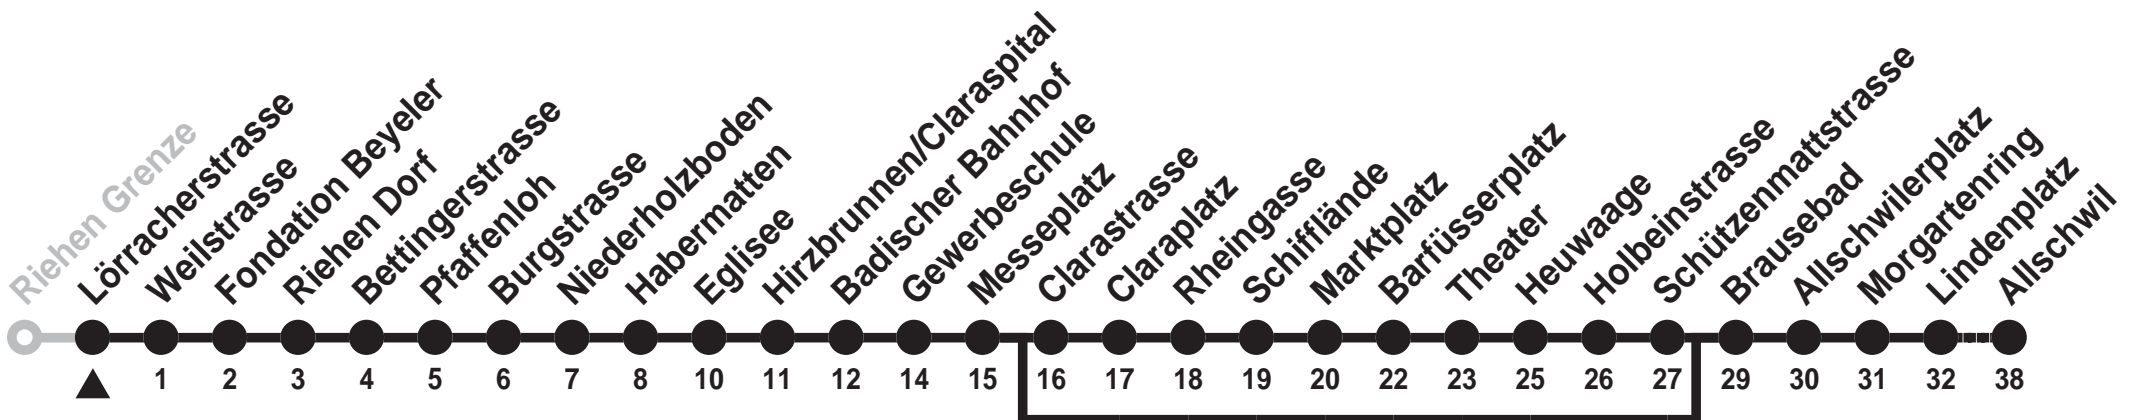 Riehen Grenze
Lörracherstrasse
Weilstrasse
Fondation Beyeler
Riehen Dorf
Bettingerstrasse
Pfaffenloh
Burgstrasse
Niederholzboden
Habermatten
Eglisee
Hirzbrunnen/Claraspital
Badischer Bahnhof
Gewerbeschule
Messeplatz
Clarastrasse
Claraplatz
Rheingasse
Schifflände
Marktplatz
Barfüsserplatz
Theater
Heuwaage
Holbeinstrasse
Schützenmattstrasse
Brausebad
Allschwilerplatz
Morgartenring
Lindenplatz
Allschwil
1 2 3 4 5 6 7 8 10 11 12 14 15 16 17 18 19 20 22 23 25 26 27 29 30 31 32 38